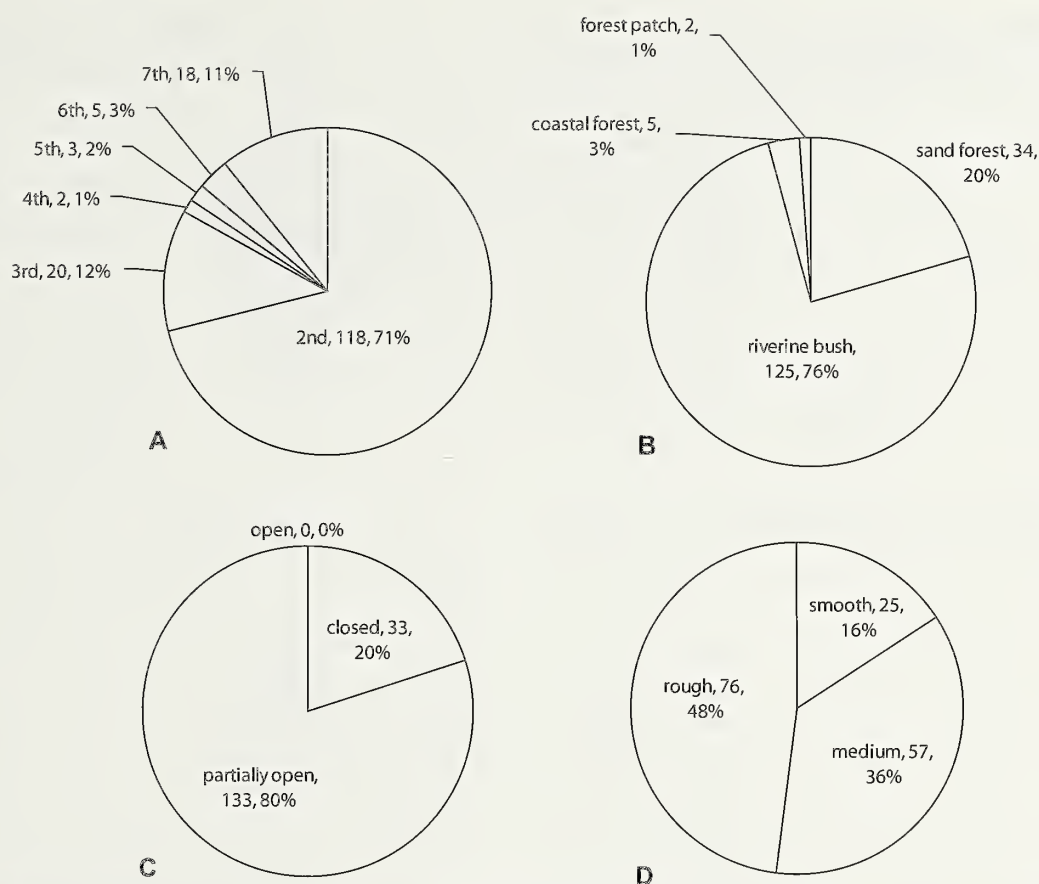 7th, 18, 11%
6th, 5, 3%
5th, 3, 2%
4th, 2, 1%
3rd, 20, 12%
2nd, 118, 71%
A
forest patch, 2,
1%
coastal forest, 5,
3%
sand forest, 34,
20%
riverine bush,
125, 76%
B
open, 0, 0%
closed, 33,
20%
partially open,
133, 80%
C
smooth, 25,
16%
rough, 76,
48%
medium, 57,
36%
D